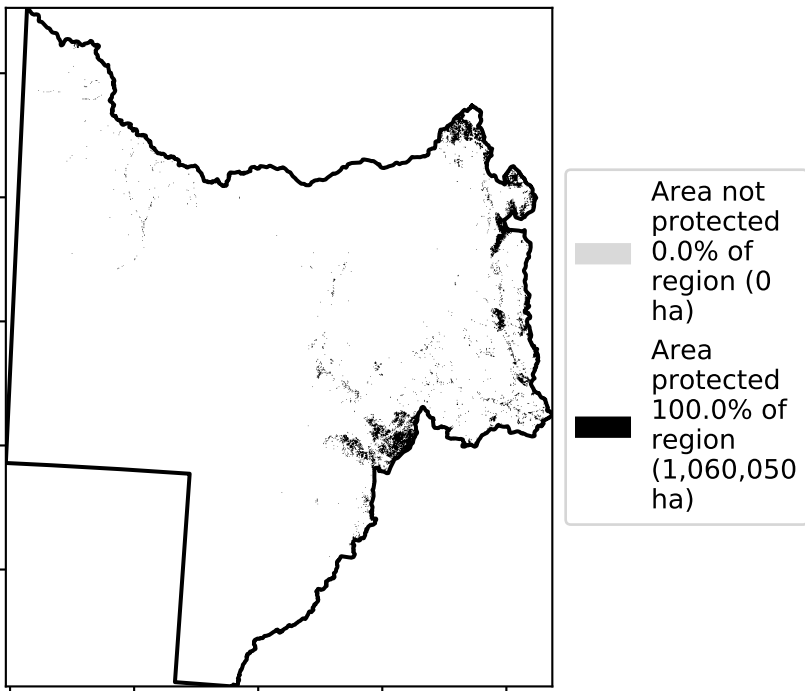 Area not
protected
0.0% of
region (0
ha)
Area
protected
100.0% of
region
(1,060,050
ha)